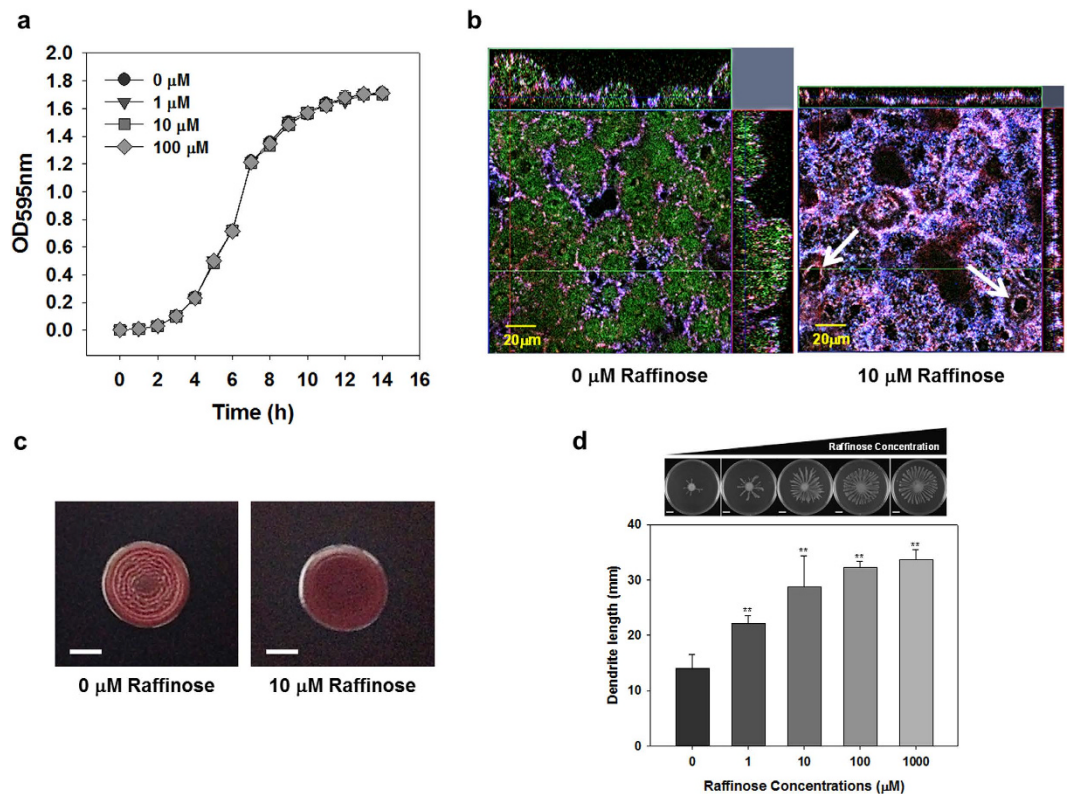 a
2.0
1.8
1.6
1.4
1.2
1.0
0.8
0.6
0.4
0.2
0.0
OD595nm
0 μM
1 μM
10 μM
100 μM
0 2 4 6 8 10 12 14 16
Time (h)
b
20μm
20μm
0 μM Raffinose
10 μM Raffinose
c
0 μM Raffinose
10 μM Raffinose
d
Raffinose Concentration
40
30
20
10
0
Dendrite length (mm)
**
**
**
**
0 1 10 100 1000
Raffinose Concentrations (μM)